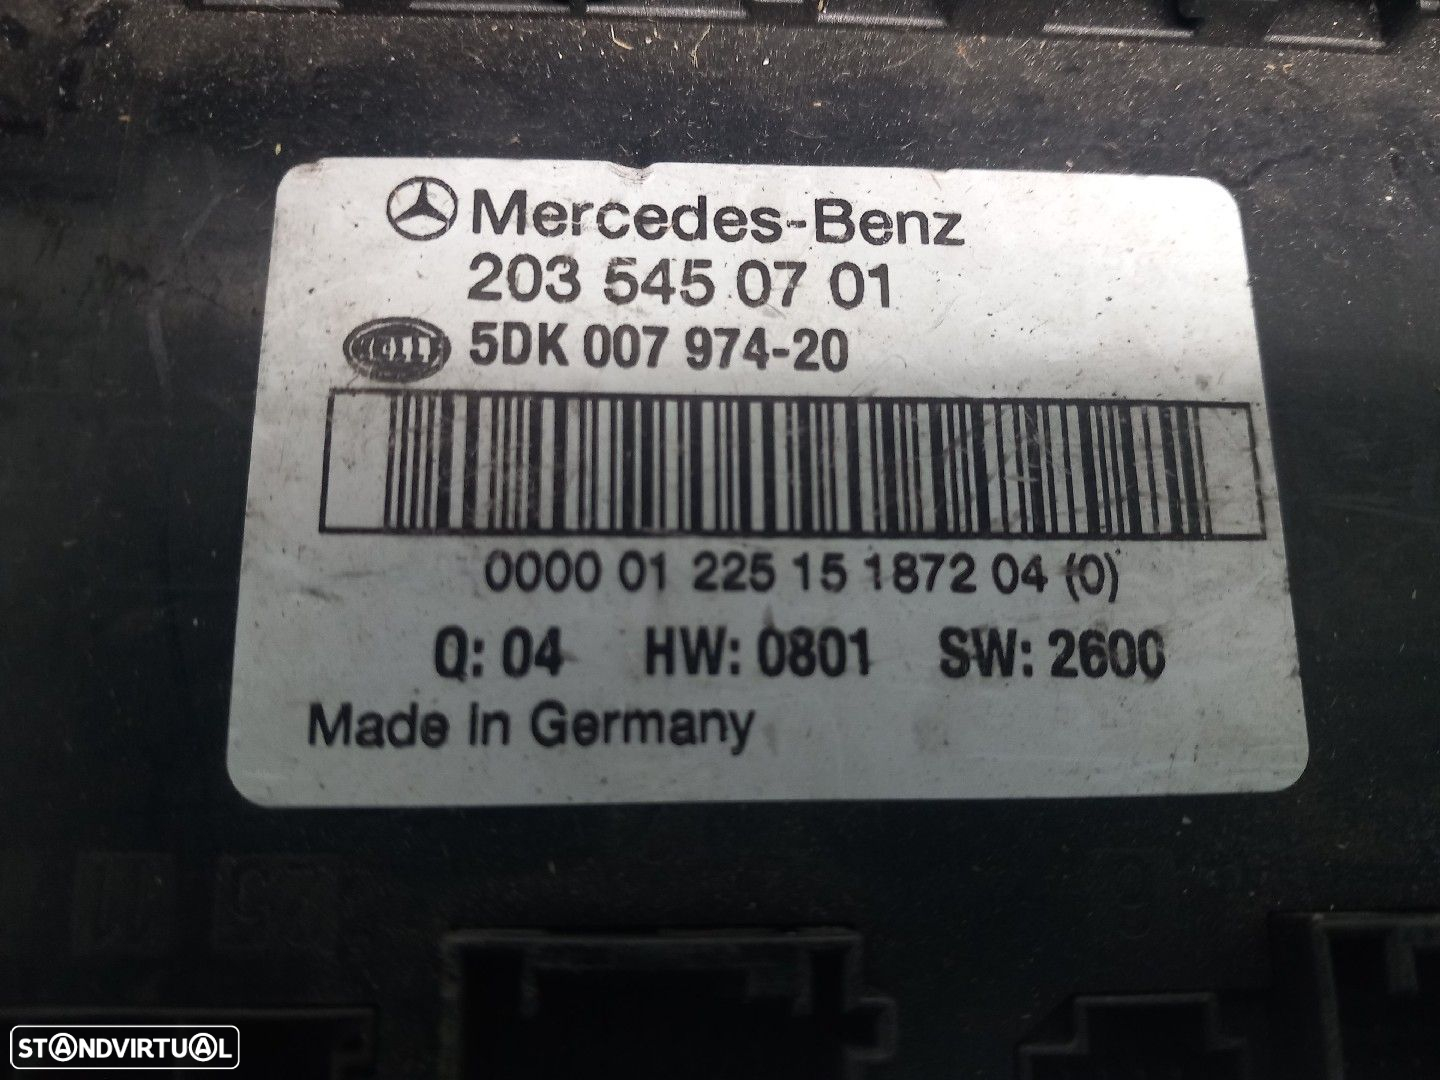 Mercedes-Benz
203 545 07 01
HELLA 5DK 007 974-20
0000 01 225 15 1872 04 (0)
Q: 04 HW: 0801 SW: 2600
Made in Germany
STANDVIRTUAL